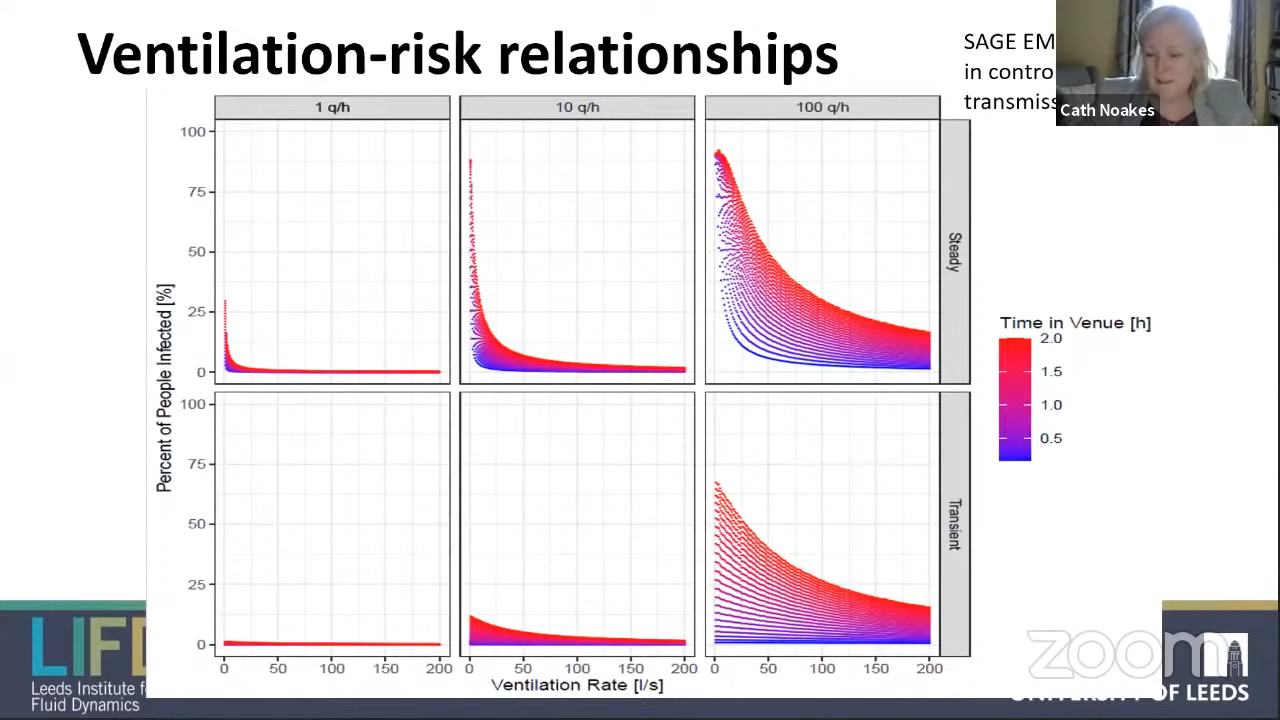 Ventilation-risk relationships
SAGE EM
in contro
transmiss
Cath Noakes
1 q/h
10 q/h
100 q/h
Percent of People Infected [%]
100
75
50
25
0
Steady
100
75
50
25
0
Transient
0 50 100 150 200
0 50 100 150 200
0 50 100 150 200
Ventilation Rate [l/s]
Time in Venue [h]
2.0
1.5
1.0
0.5
LIFD
Leeds Institute f
Fluid Dynamics
zoom
UNIVERSITY OF LEEDS